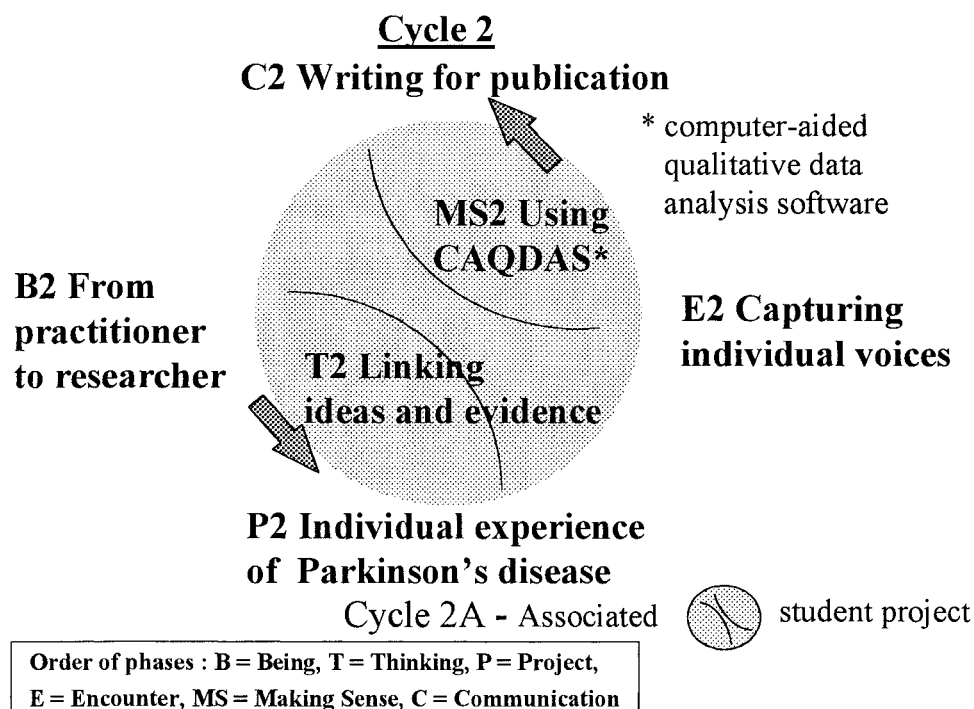 Cycle 2
C2 Writing for publication
* computer-aided
qualitative data
analysis software
MS2 Using
CAQDAS*
B2 From
practitioner
to researcher
E2 Capturing
individual voices
T2 Linking
ideas and evidence
P2 Individual experience
of Parkinson's disease
Cycle 2A - Associated student project
Order of phases : B = Being, T = Thinking, P = Project,
E = Encounter, MS = Making Sense, C = Communication